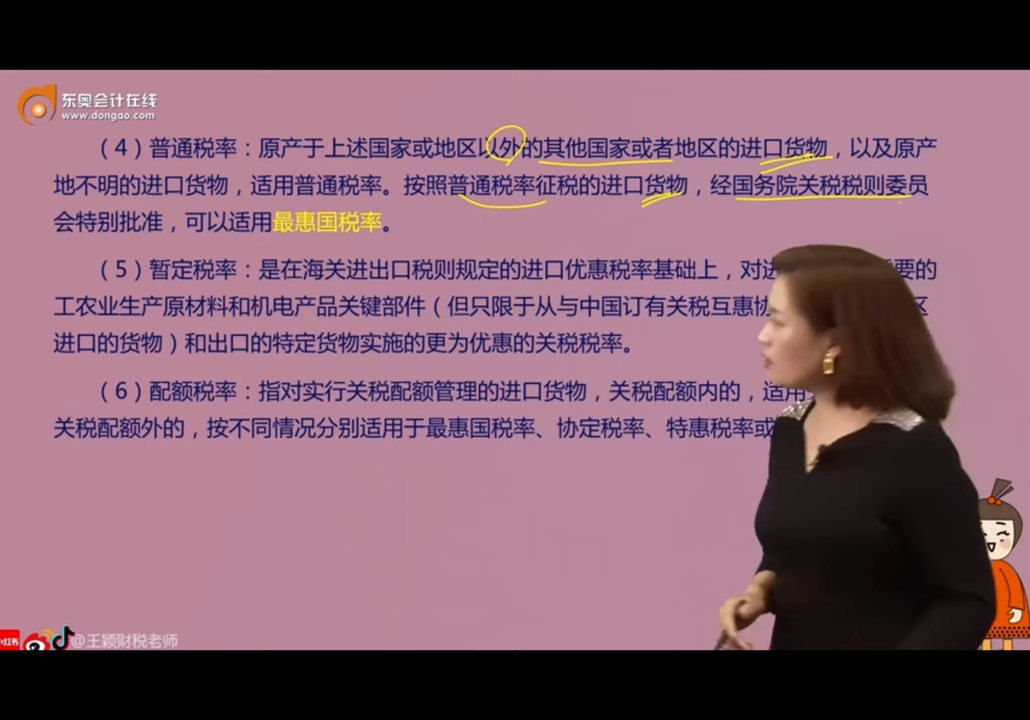 东奥会计在线
www.dongao.com
（4）普通税率：原产于上述国家或地区以外的其他国家或者地区的进口货物，以及原产
地不明的进口货物，适用普通税率。按照普通税率征税的进口货物，经国务院关税税则委员
会特别批准，可以适用最惠国税率。
（5）暂定税率：是在海关进出口税则规定的进口优惠税率基础上，对进 要的
工农业生产原材料和机电产品关键部件（但只限于从与中国订有关税互惠协 区
进口的货物）和出口的特定货物实施的更为优惠的关税税率。
（6）配额税率：指对实行关税配额管理的进口货物，关税配额内的，适用
关税配额外的，按不同情况分别适用于最惠国税率、协定税率、特惠税率或
小红书 @王颖财税老师